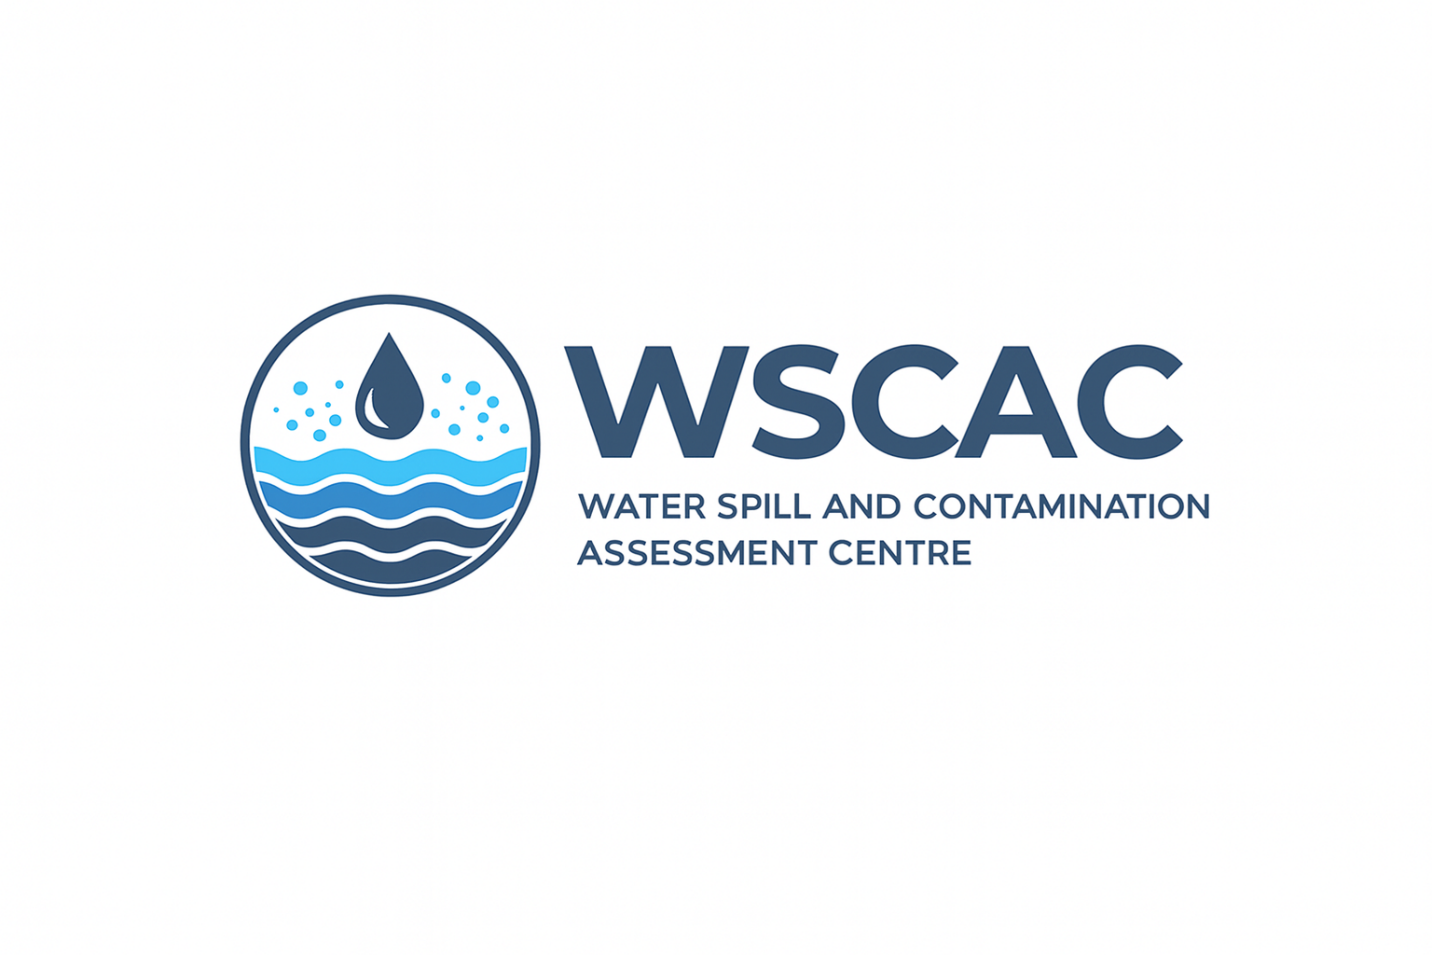 WSCAC
WATER SPILL AND CONTAMINATION
ASSESSMENT CENTRE